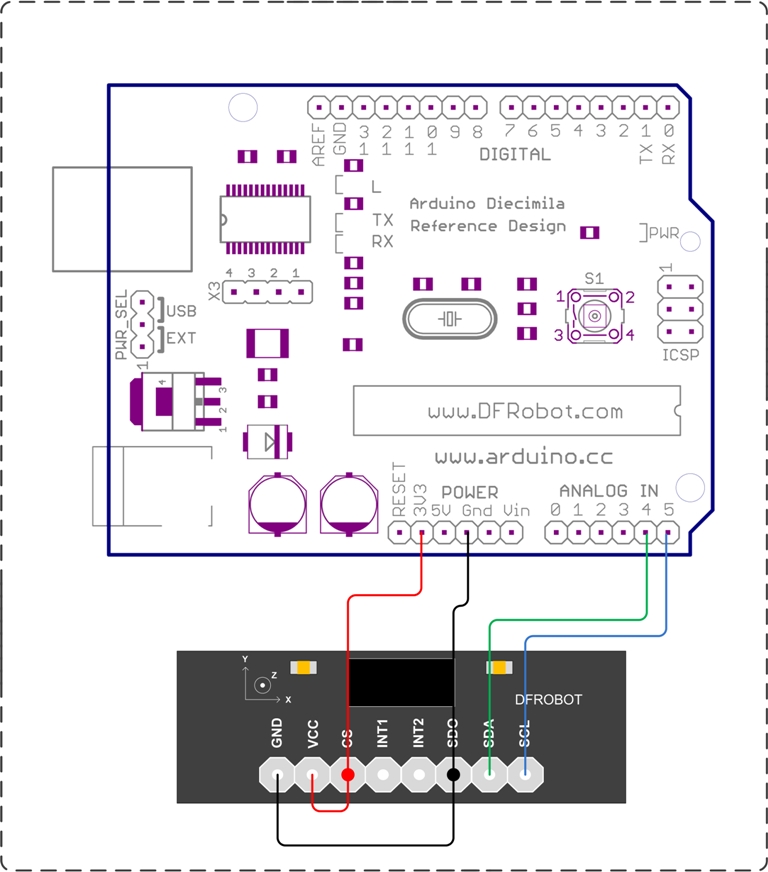 AREF GND 13 12 11 10 9 8 7 6 5 4 3 2 TX 1 RX 0
DIGITAL
L
TX
RX
Arduino Diecimila
Reference Design
PWR
X3
4 3 2 1
S1
1 2
3 4
1
ICSP
PWR_SEL
USB
EXT
1
4
1 2 3
www.DFRobot.com
www.arduino.cc
POWER
RESET 3V3 5V Gnd Vin
ANALOG IN
0 1 2 3 4 5
Y
Z
X
DFROBOT
GND VCC CS INT1 INT2 SDO SDA SCL